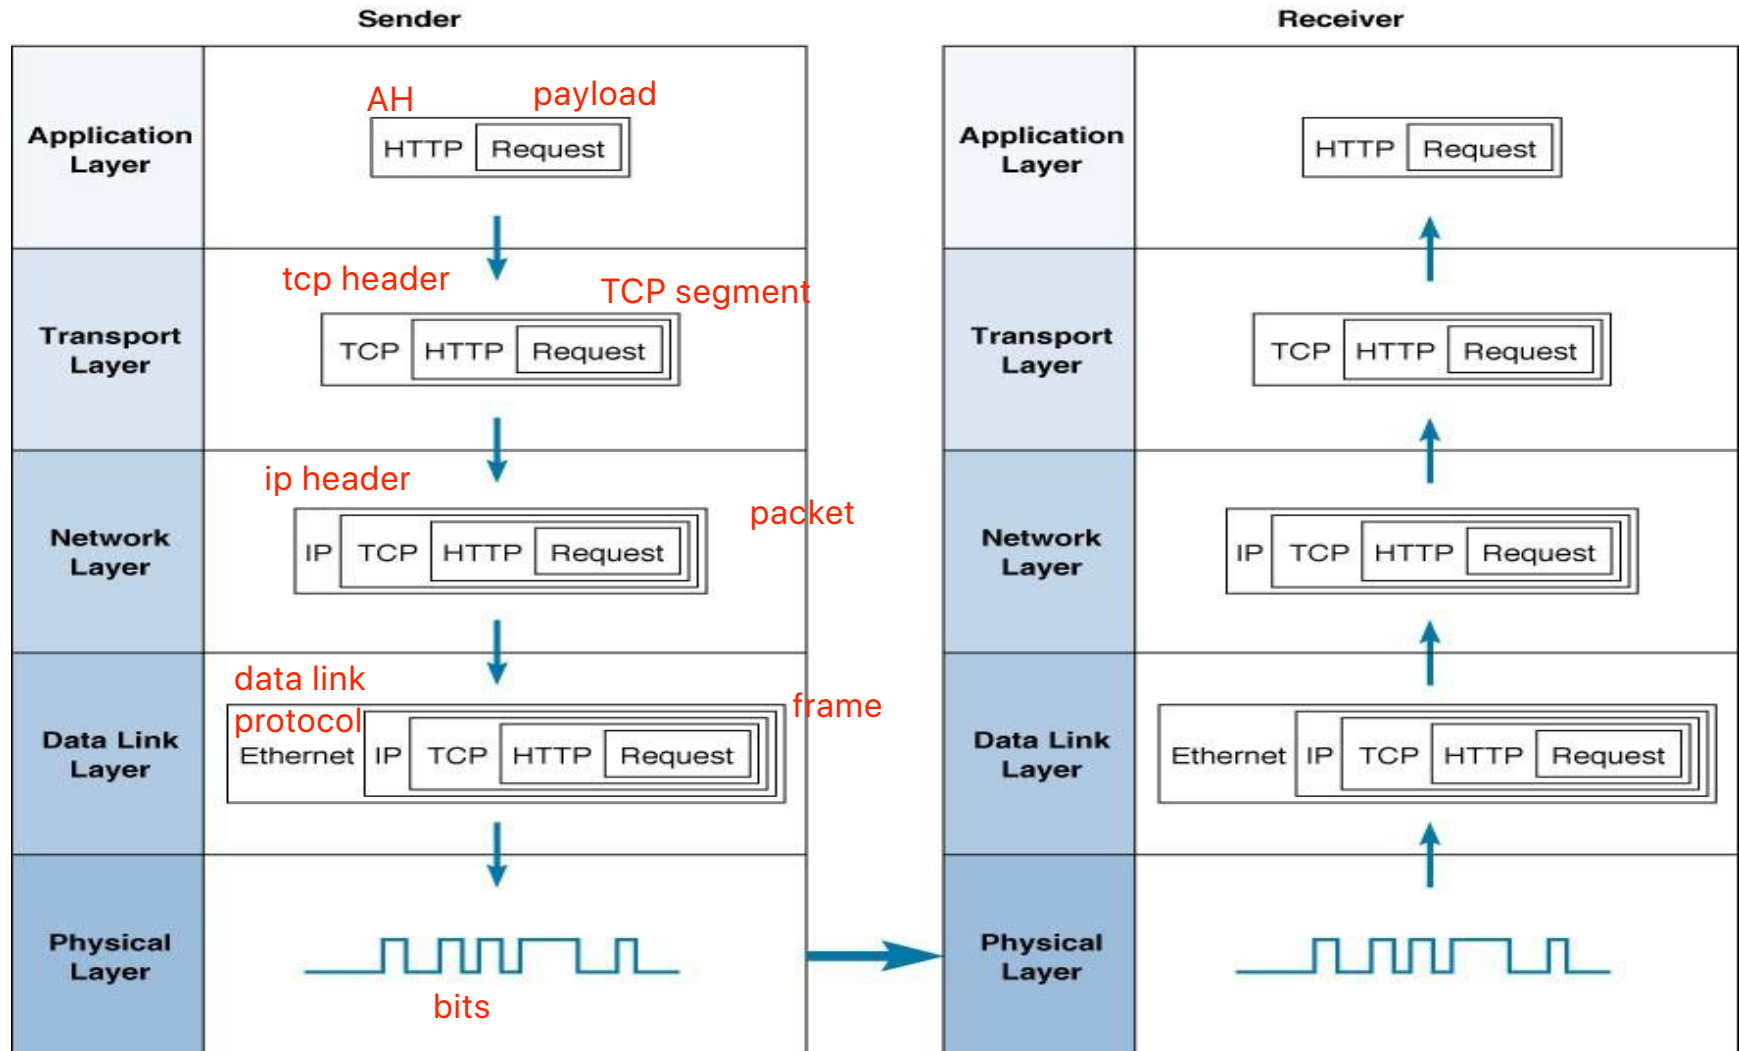 Sender
Receiver
AH
payload
Application
Layer
HTTP
Request
Application
Layer
HTTP
Request
tcp header
TCP segment
Transport
Layer
TCP
HTTP
Request
Transport
Layer
TCP
HTTP
Request
ip header
packet
Network
Layer
IP
TCP
HTTP
Request
Network
Layer
IP
TCP
HTTP
Request
data link
protocol
frame
Data Link
Layer
Ethernet
IP
TCP
HTTP
Request
Data Link
Layer
Ethernet
IP
TCP
HTTP
Request
Physical
Layer
bits
Physical
Layer